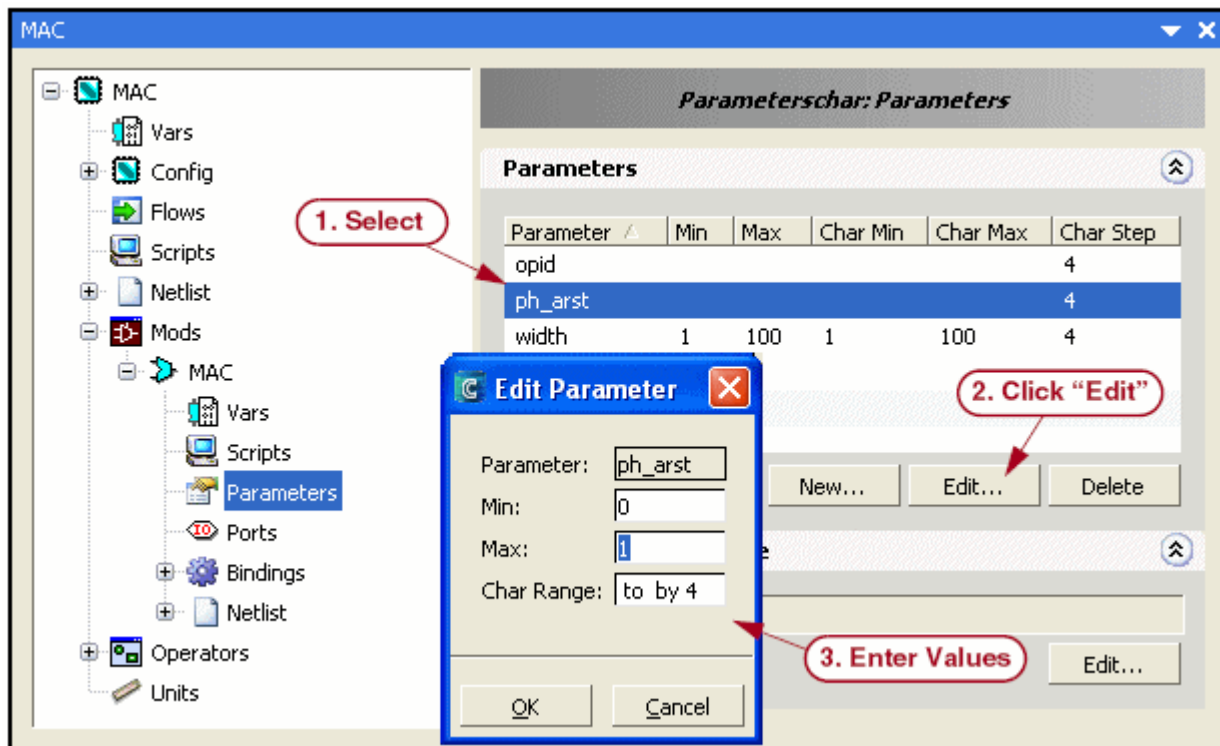 MAC
MAC
Vars
Config
Flows
Scripts
Netlist
Mods
MAC
Vars
Scripts
Parameters
Ports
Bindings
Netlist
Operators
Units
Parameterschar: Parameters
Parameters
1. Select
Parameter Min Max Char Min Char Max Char Step
opid 4
ph_arst 4
width 1 100 1 100 4
2. Click “Edit”
New... Edit... Delete
Edit Parameter
Parameter: ph_arst
Min: 0
Max: 1
Char Range: to by 4
OK Cancel
3. Enter Values
Edit...